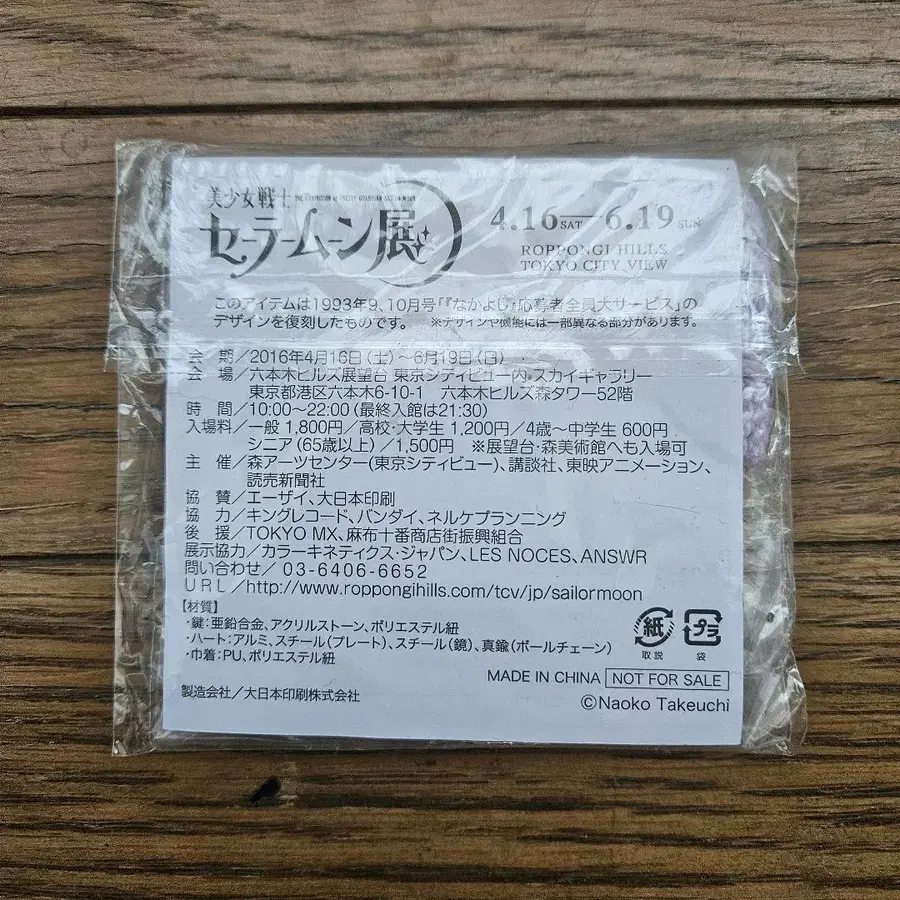 美少女戦士 THE EXHIBITION of PRETTY GUARDIAN SAILOR MOON
セーラームーン展
4.16 SAT — 6.19 SUN
ROPPONGI HILLS
TOKYO CITY VIEW
このアイテムは1993年9、10月号「『なかよし・応募者全員大サービス」の
デザインを復刻したものです。 ※デザインや機能には一部異なる部分があります。
会 期/2016年4月16日(土)〜6月19日(日)
会 場/六本木ヒルズ展望台 東京シティビュー内・スカイギャラリー
東京都港区六本木6-10-1 六本木ヒルズ森タワー52階
時 間/10:00〜22:00(最終入館は21:30)
入場料/一般 1,800円/高校・大学生 1,200円/4歳〜中学生 600円
シニア(65歳以上)/1,500円 ※展望台・森美術館へも入場可
主 催/森アーツセンター(東京シティビュー)、講談社、東映アニメーション、
読売新聞社
協 賛/エーザイ、大日本印刷
協 力/キングレコード、バンダイ、ネルケプランニング
後 援/TOKYO MX、麻布十番商店街振興組合
展示協力/カラーキネティクス・ジャパン、LES NOCES、ANSWR
問い合わせ/03-6406-6652
URL/http://www.roppongihills.com/tcv/jp/sailormoon
【材質】
・鍵:亜鉛合金、アクリルストーン、ポリエステル紐
・ハート:アルミ、スチール(プレート)、スチール(鏡)、真鍮(ボールチェーン)
・巾着:PU、ポリエステル紐
紙 プラ
取説 袋
MADE IN CHINA NOT FOR SALE
製造会社/大日本印刷株式会社
©Naoko Takeuchi